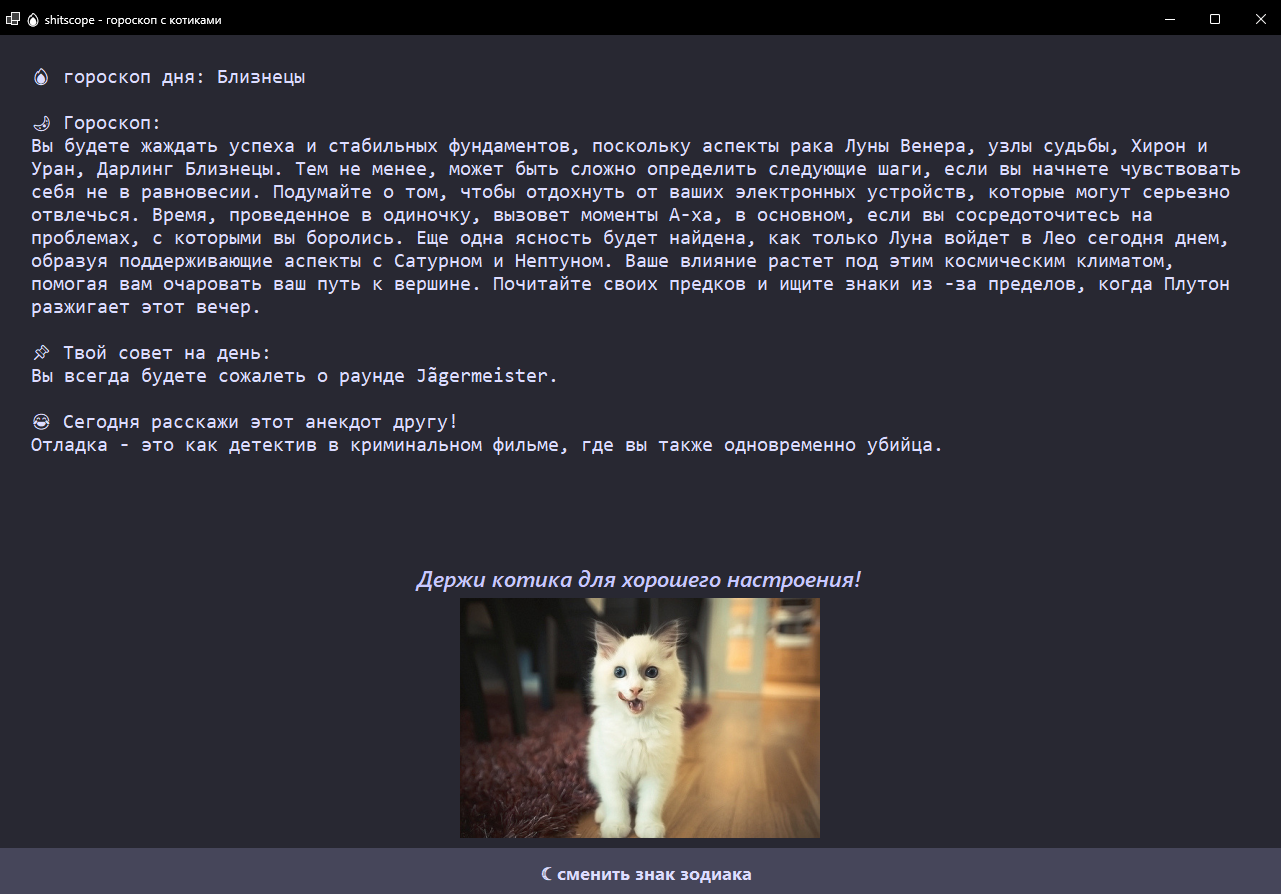 shitscope - гороскоп с котиками
гороскоп дня: Близнецы
Гороскоп:
Вы будете жаждать успеха и стабильных фундаментов, поскольку аспекты рака Луны Венера, узлы судьбы, Хирон и
Уран, Дарлинг Близнецы. Тем не менее, может быть сложно определить следующие шаги, если вы начнете чувствовать
себя не в равновесии. Подумайте о том, чтобы отдохнуть от ваших электронных устройств, которые могут серьезно
отвлечься. Время, проведенное в одиночку, вызовет моменты А-ха, в основном, если вы сосредоточитесь на
проблемах, с которыми вы боролись. Еще одна ясность будет найдена, как только Луна войдет в Лео сегодня днем,
образуя поддерживающие аспекты с Сатурном и Нептуном. Ваше влияние растет под этим космическим климатом,
помогая вам очаровать ваш путь к вершине. Почитайте своих предков и ищите знаки из -за пределов, когда Плутон
разжигает этот вечер.
Твой совет на день:
Вы всегда будете сожалеть о раунде Jãgermeister.
Сегодня расскажи этот анекдот другу!
Отладка - это как детектив в криминальном фильме, где вы также одновременно убийца.
Держи котика для хорошего настроения!
сменить знак зодиака